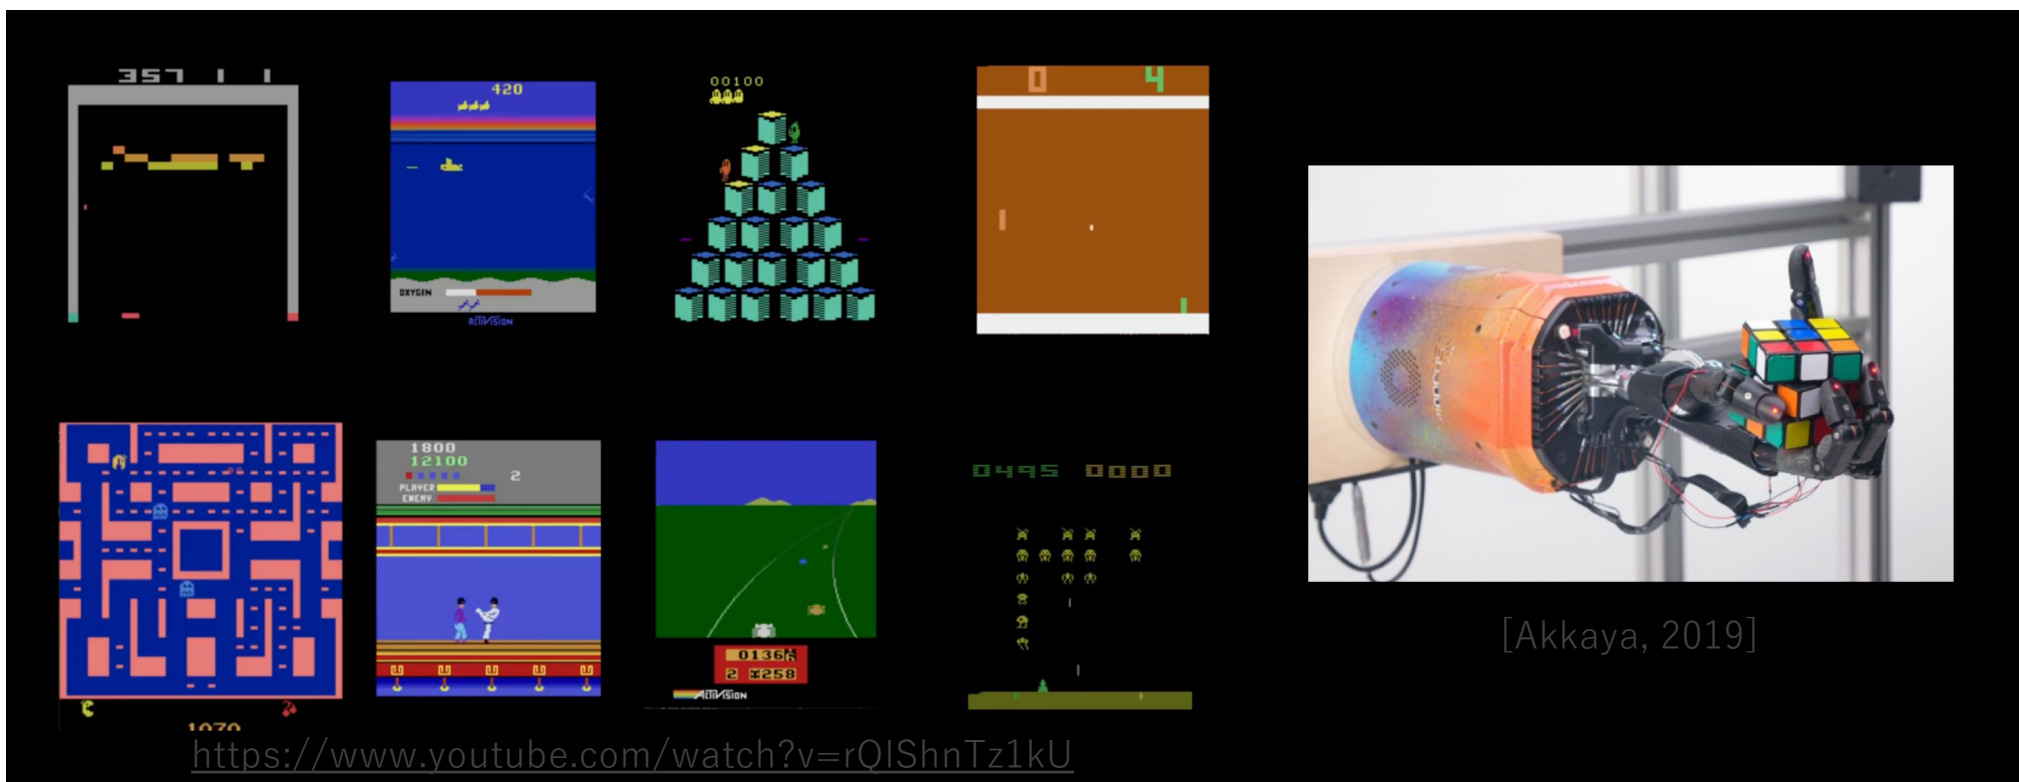 357 1 1
420
OXYGEN
ACTIVISION
00100
0 4
1800
12100
2
PLAYER
ENEMY
2 258
ACTIVISION
0495 0000
[Akkaya, 2019]
https://www.youtube.com/watch?v=rQIShnTz1kU